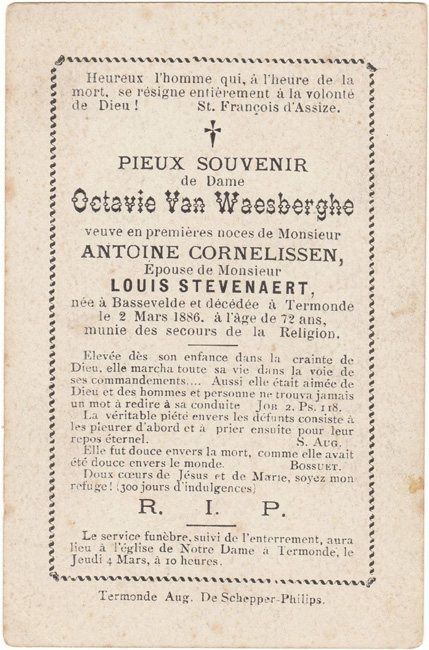 Heureux l'homme qui, á l'heure de la
mort, se résigne entièrement à la volonté
de Dieu ! St. François d'Assize.
PIEUX SOUVENIR
de Dame
Octavie Van Waesberghe
veuve en premières noces de Monsieur
ANTOINE CORNELISSEN,
Épouse de Monsieur
LOUIS STEVENAERT,
née à Bassevelde et décédée à Termonde
le 2 Mars 1886. à l'âge de 72 ans,
munie des secours de la Religion.
Elevée dès son enfance dans la crainte de
Dieu, elle marcha toute sa vie dans la voie de
ses commandements.... Aussi elle était aimée de
Dieu et des hommes et personne ne trouva jamais
un mot à redire à sa conduite JOB 2. PS. 118.
La véritable piété envers les défunts consiste à
les pleurer d'abord et à prier ensuite pour leur
repos éternel. S. AUG.
Elle fut douce envers la mort, comme elle avait
été douce envers le monde. BOSSUET.
Doux cœurs de Jésus et de Marie, soyez mon
refuge! (300 jours d'indulgences)
R. I. P.
Le service funèbre, suivi de l'enterrement, aura
lieu à l'église de Notre Dame à Termonde, le
Jeudi 4 Mars, à 10 heures.
Termonde Aug. De Schepper-Philips.